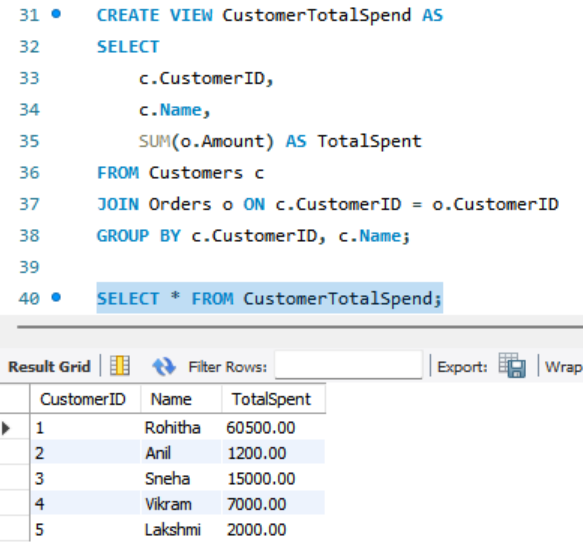 31 CREATE VIEW CustomerTotalSpend AS
32 SELECT
33 c.CustomerID,
34 c.Name,
35 SUM(o.Amount) AS TotalSpent
36 FROM Customers c
37 JOIN Orders o ON c.CustomerID = o.CustomerID
38 GROUP BY c.CustomerID, c.Name;
39
40 SELECT * FROM CustomerTotalSpend;
Result Grid Filter Rows: Export: Wrap
CustomerID Name TotalSpent
1 Rohitha 60500.00
2 Anil 1200.00
3 Sneha 15000.00
4 Vikram 7000.00
5 Lakshmi 2000.00